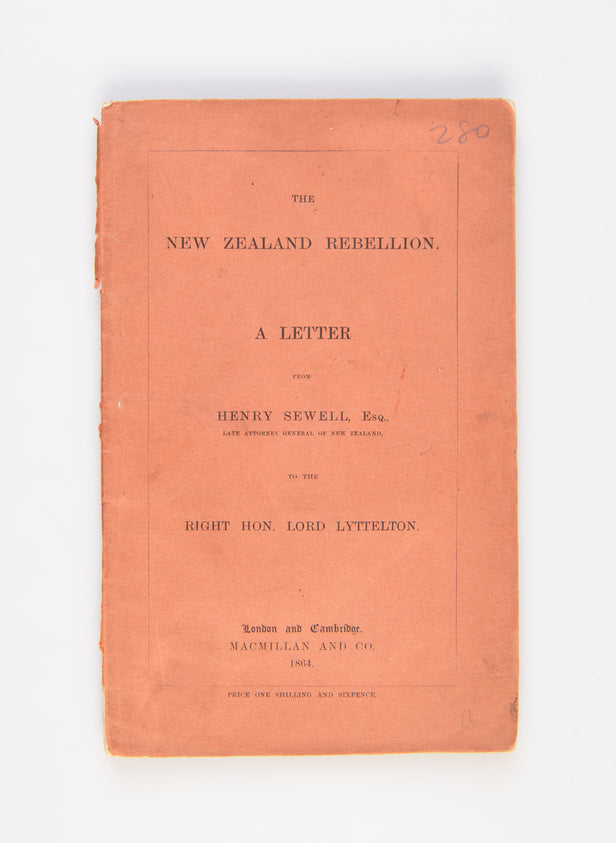 280
THE
NEW ZEALAND REBELLION.
A LETTER
FROM
HENRY SEWELL, Esq.,
LATE ATTORNEY GENERAL OF NEW ZEALAND,
TO THE
RIGHT HON. LORD LYTTELTON.
London and Cambridge.
MACMILLAN AND CO.
1864.
PRICE ONE SHILLING AND SIXPENCE.